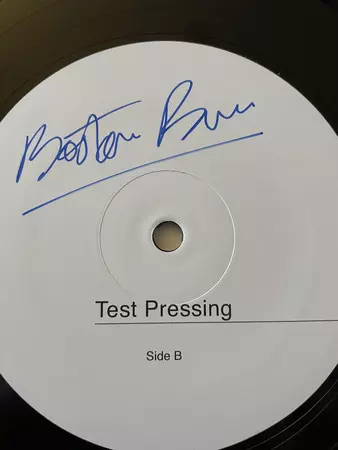 Boston Bun
Test Pressing
Side B